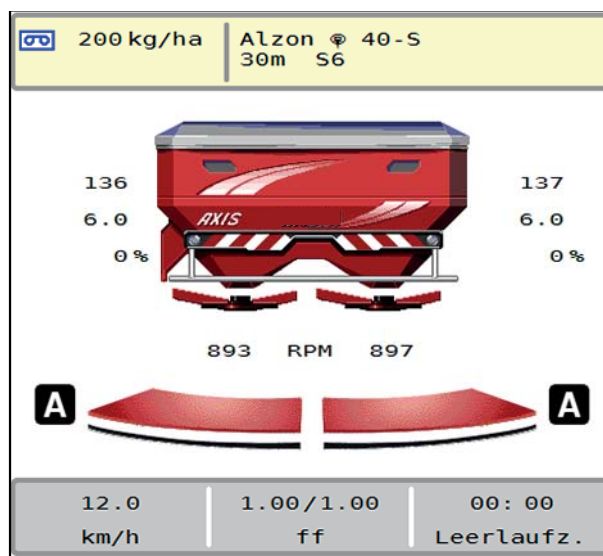 200 kg/ha
Alzon 40-S
30m S6
136
137
6.0
6.0
0 %
0 %
AXIS
893 RPM 897
A
A
12.0
1.00/1.00
00: 00
km/h
ff
Leerlaufz.